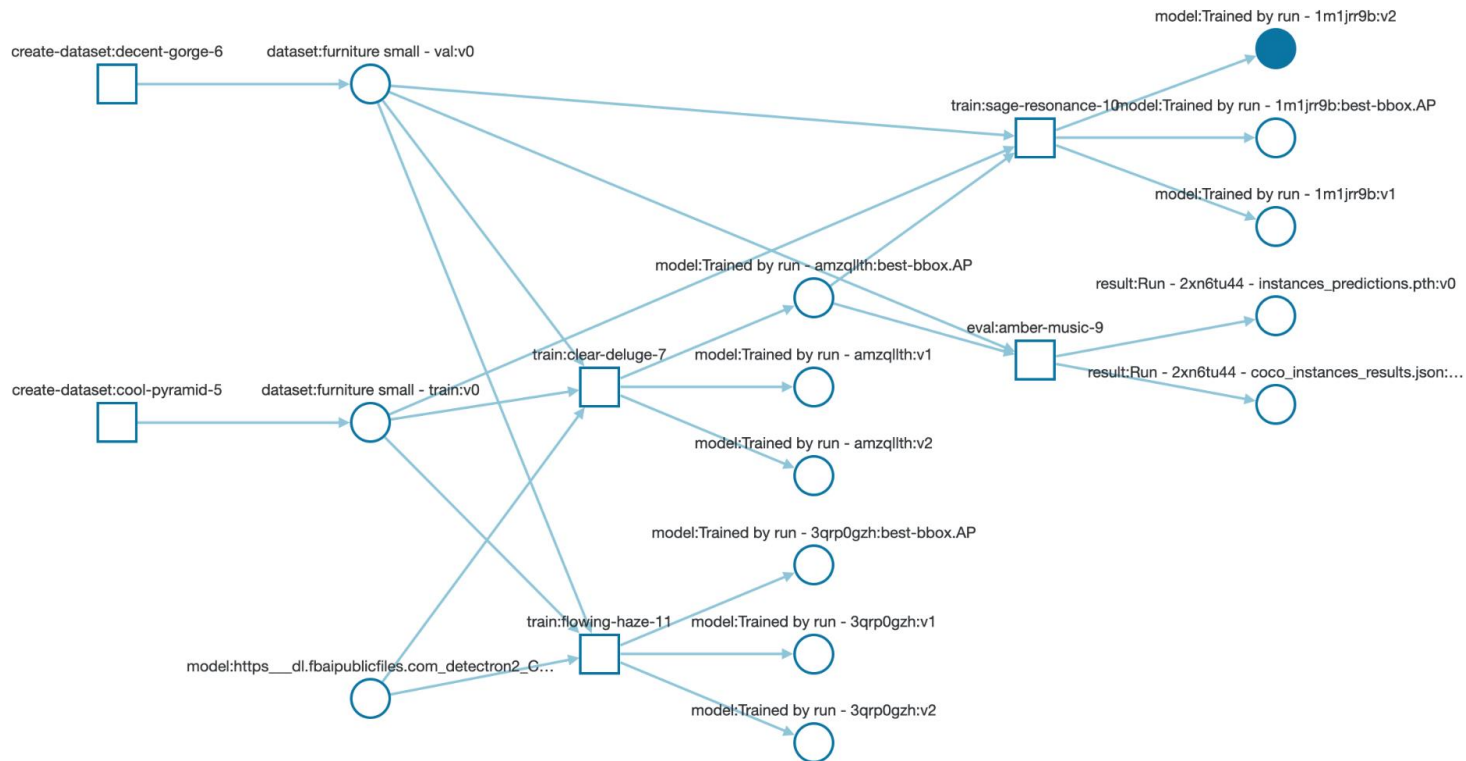 model:Trained by run - 1m1jrr9b:v2
create-dataset:decent-gorge-6
dataset:furniture small - val:v0
train:sage-resonance-10
model:Trained by run - 1m1jrr9b:best-bbox.AP
model:Trained by run - 1m1jrr9b:v1
model:Trained by run - amzqllth:best-bbox.AP
result:Run - 2xn6tu44 - instances_predictions.pth:v0
eval:amber-music-9
train:clear-deluge-7
model:Trained by run - amzqllth:v1
result:Run - 2xn6tu44 - coco_instances_results.json:...
create-dataset:cool-pyramid-5
dataset:furniture small - train:v0
model:Trained by run - amzqllth:v2
model:Trained by run - 3qrp0gzh:best-bbox.AP
train:flowing-haze-11
model:Trained by run - 3qrp0gzh:v1
model:https___dl.fbaipublicfiles.com_detectron2_C...
model:Trained by run - 3qrp0gzh:v2